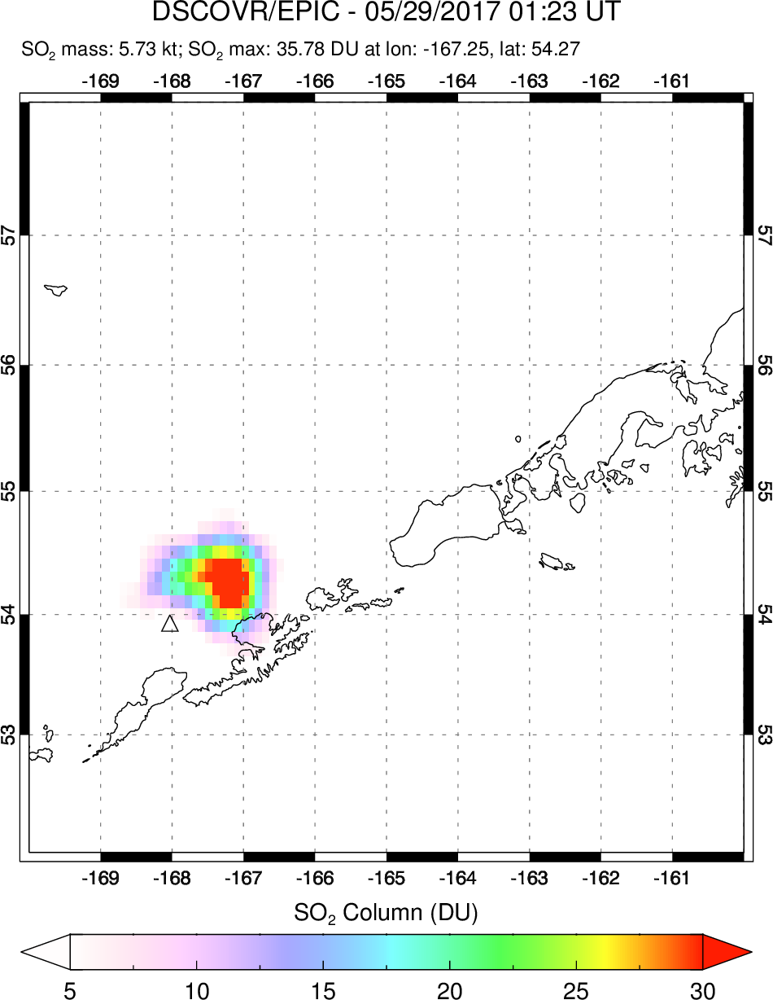 DSCOVR/EPIC - 05/29/2017 01:23 UT
SO₂ mass: 5.73 kt; SO₂ max: 35.78 DU at lon: -167.25, lat: 54.27
-169 -168 -167 -166 -165 -164 -163 -162 -161
57 57
56 56
55 55
54 54
53 53
-169 -168 -167 -166 -165 -164 -163 -162 -161
SO₂ Column (DU)
5 10 15 20 25 30